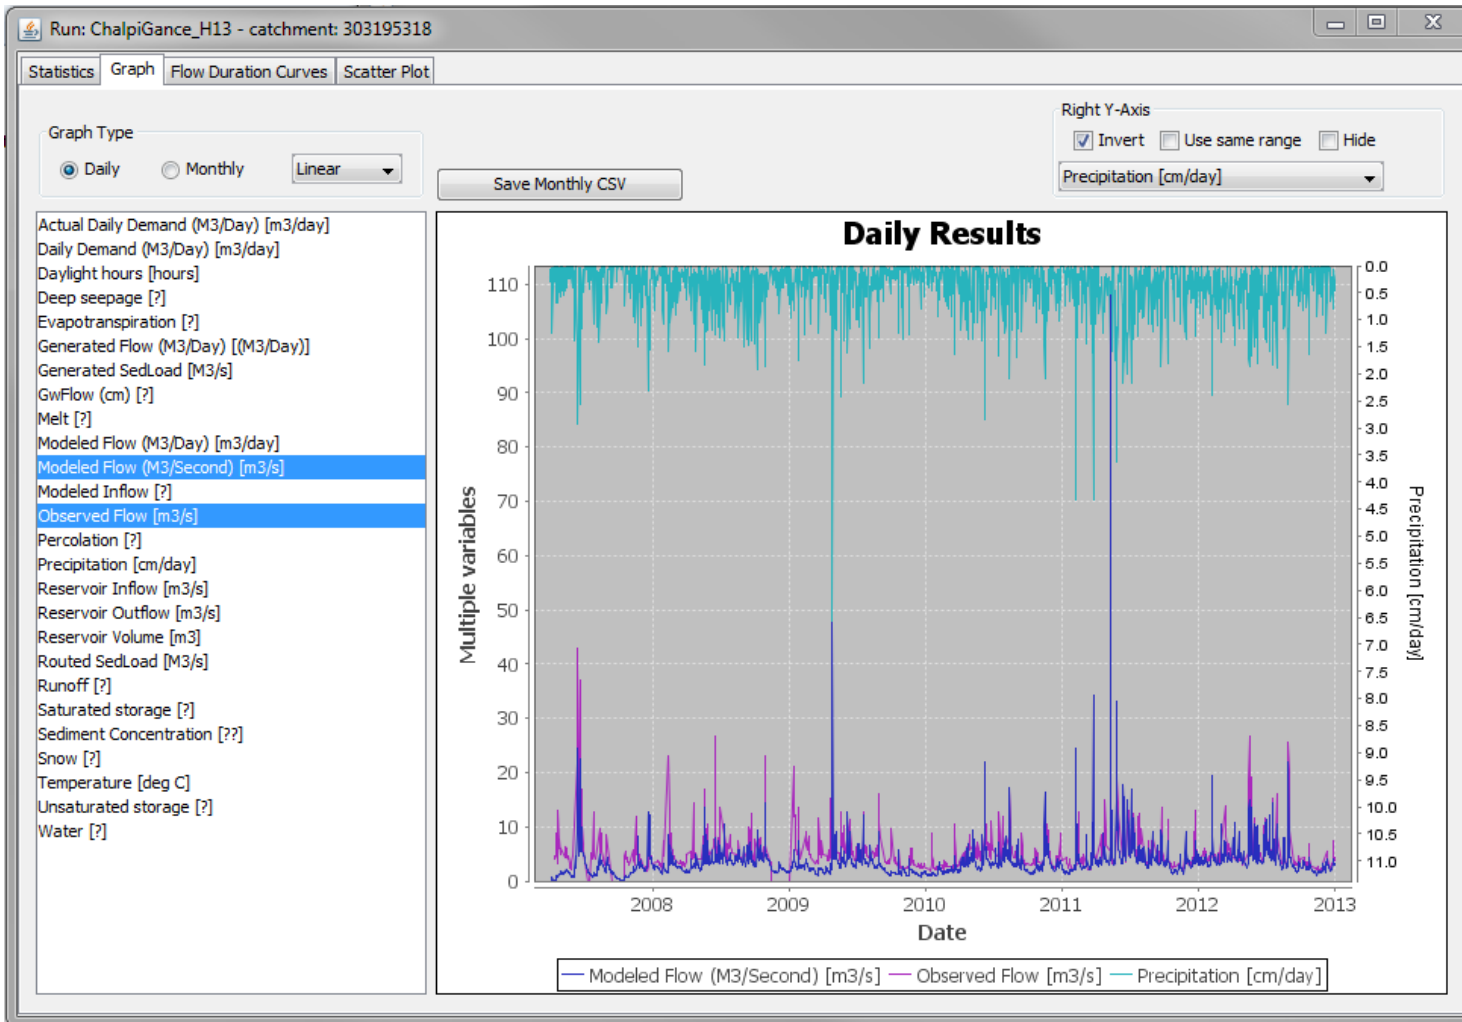 Run: ChalpiGance_H13 - catchment: 303195318
Statistics Graph Flow Duration Curves Scatter Plot
Graph Type
Daily Monthly Linear
Save Monthly CSV
Right Y-Axis
Invert Use same range Hide
Precipitation [cm/day]
Actual Daily Demand (M3/Day) [m3/day]
Daily Demand (M3/Day) [m3/day]
Daylight hours [hours]
Deep seepage [?]
Evapotranspiration [?]
Generated Flow (M3/Day) [(M3/Day)]
Generated SedLoad [M3/s]
GwFlow (cm) [?]
Melt [?]
Modeled Flow (M3/Day) [m3/day]
Modeled Flow (M3/Second) [m3/s]
Modeled Inflow [?]
Observed Flow [m3/s]
Percolation [?]
Precipitation [cm/day]
Reservoir Inflow [m3/s]
Reservoir Outflow [m3/s]
Reservoir Volume [m3]
Routed SedLoad [M3/s]
Runoff [?]
Saturated storage [?]
Sediment Concentration [??]
Snow [?]
Temperature [deg C]
Unsaturated storage [?]
Water [?]
Daily Results
Multiple variables
110
100
90
80
70
60
50
40
30
20
10
0
0.0
0.5
1.0
1.5
2.0
2.5
3.0
3.5
4.0
4.5
5.0
5.5
6.0
6.5
7.0
7.5
8.0
8.5
9.0
9.5
10.0
10.5
11.0
Precipitation [cm/day]
2008 2009 2010 2011 2012 2013
Date
Modeled Flow (M3/Second) [m3/s] Observed Flow [m3/s] Precipitation [cm/day]